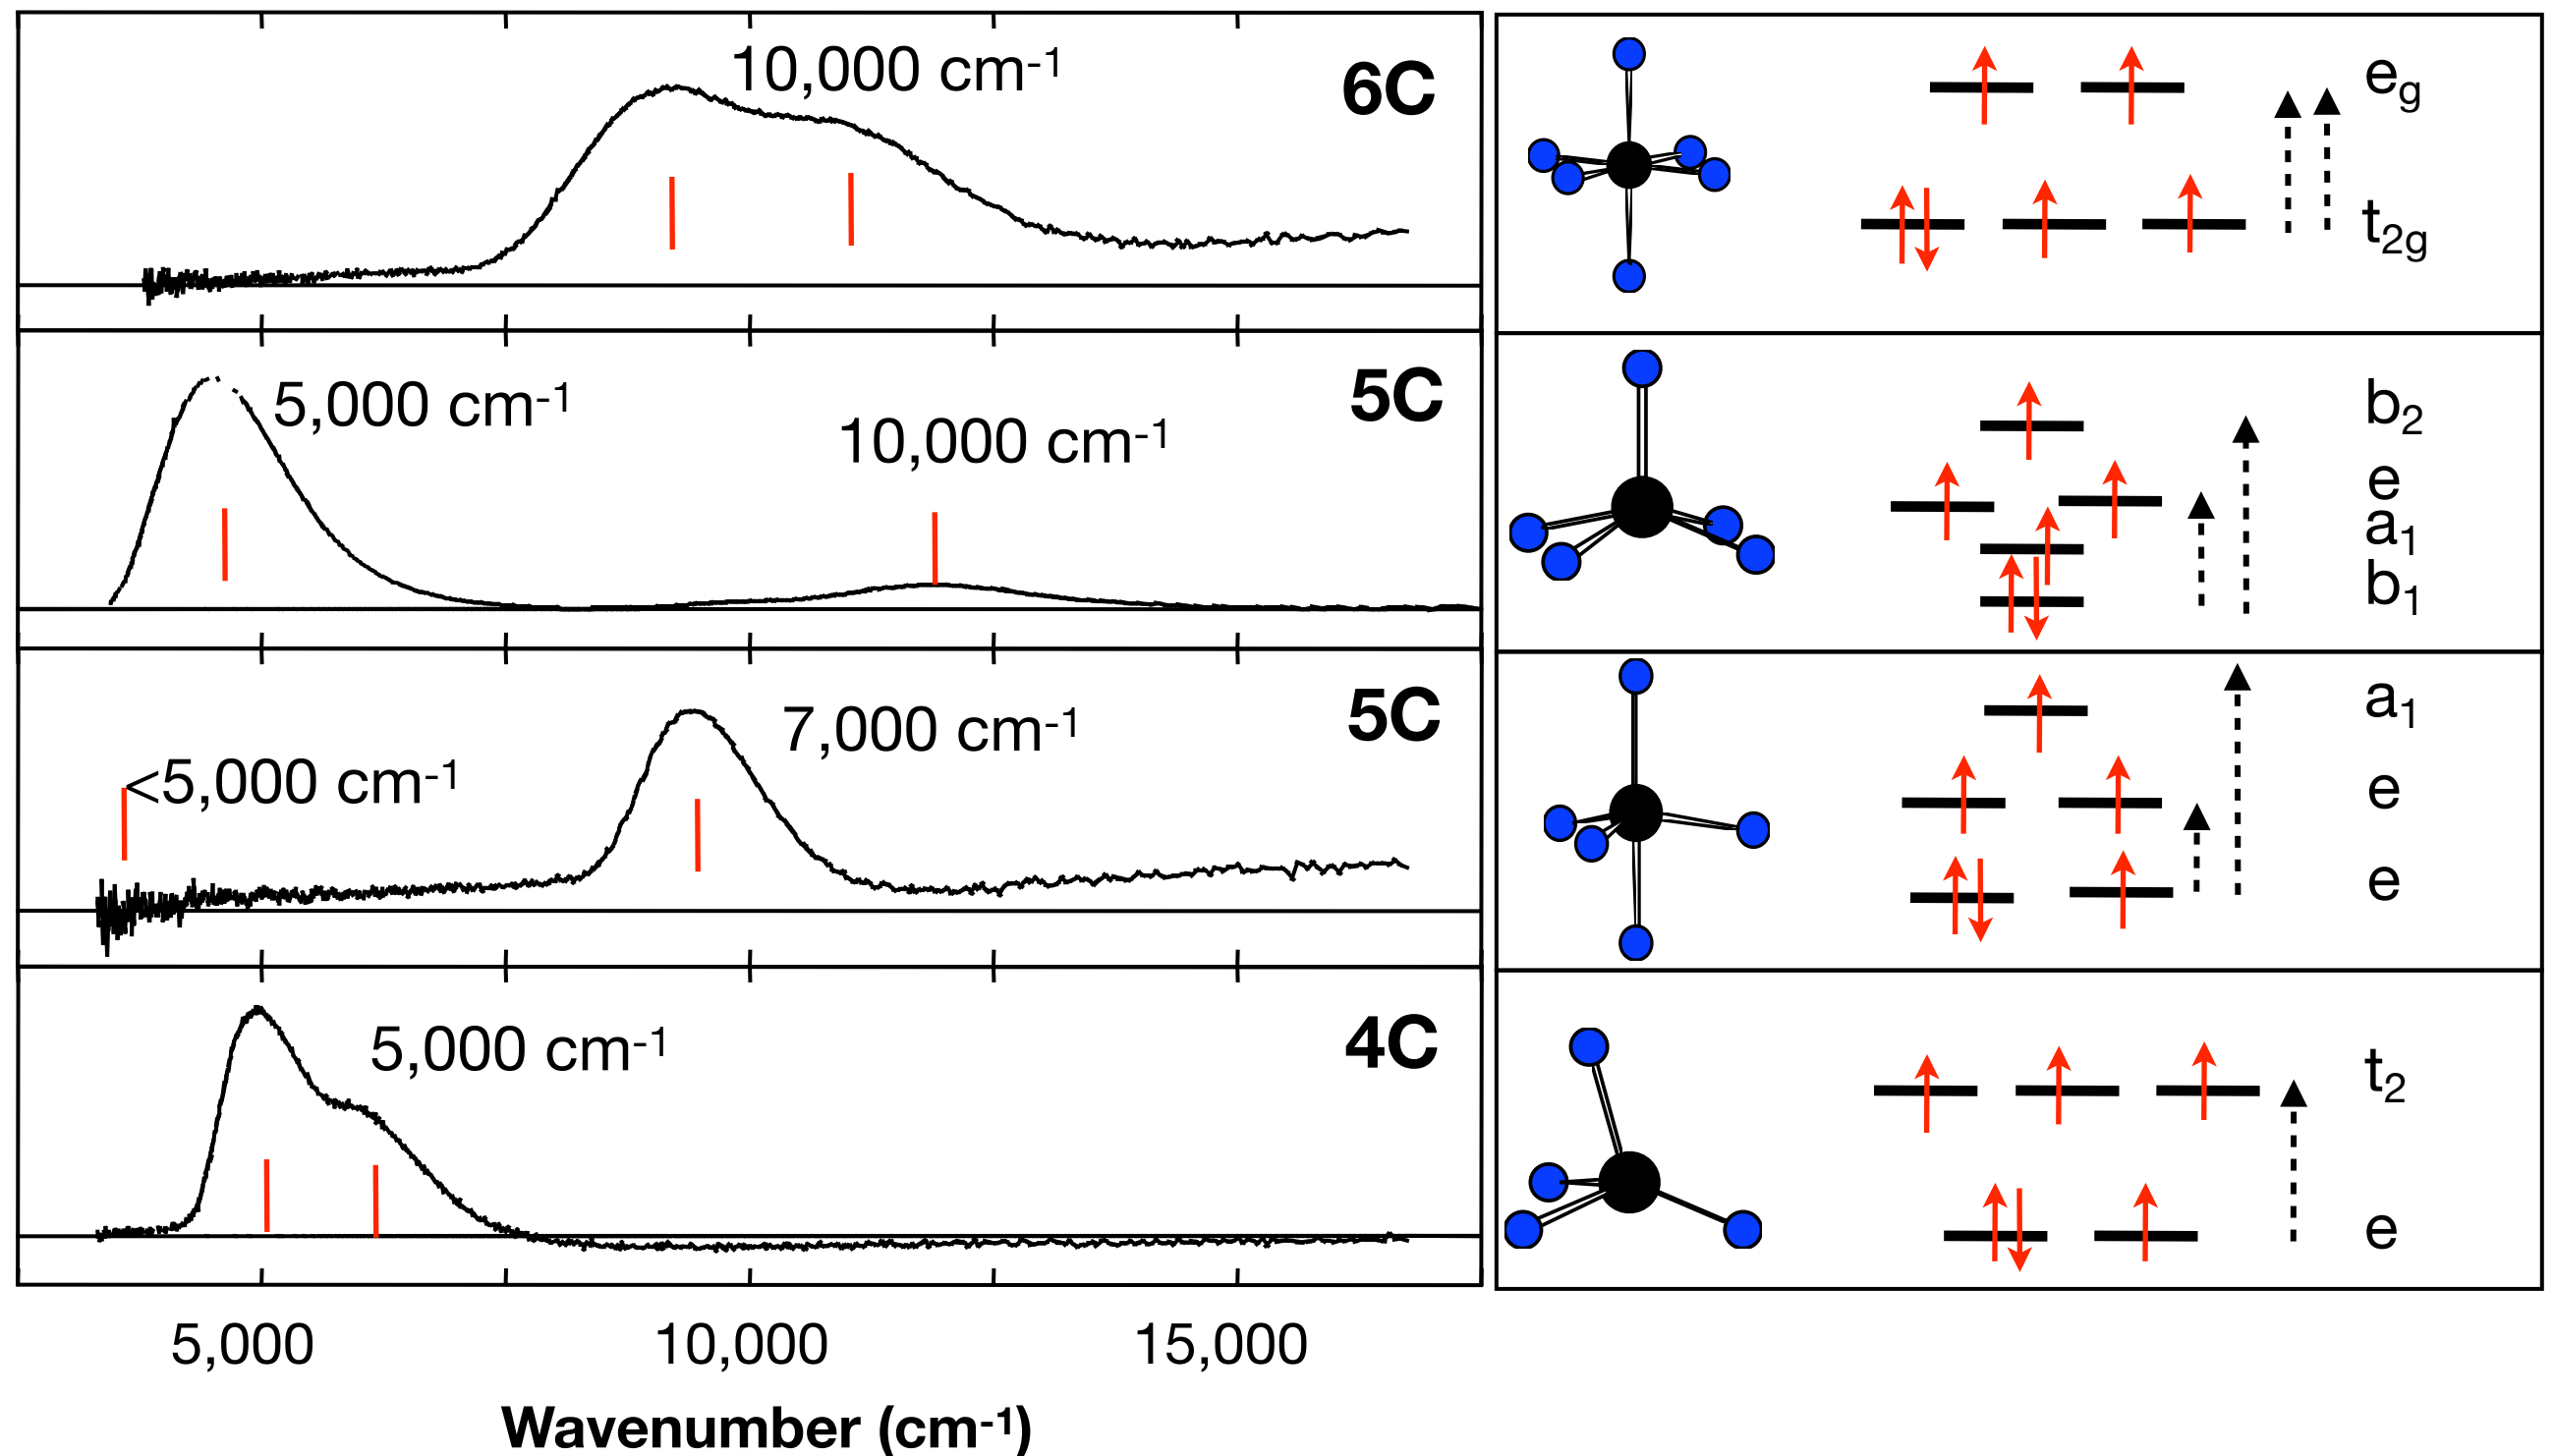 10,000 cm-1
6C
eg
t2g
5,000 cm-1
10,000 cm-1
5C
b2
e
a1
b1
<5,000 cm-1
7,000 cm-1
5C
a1
e
e
5,000 cm-1
4C
t2
e
5,000 10,000 15,000
Wavenumber (cm-1)